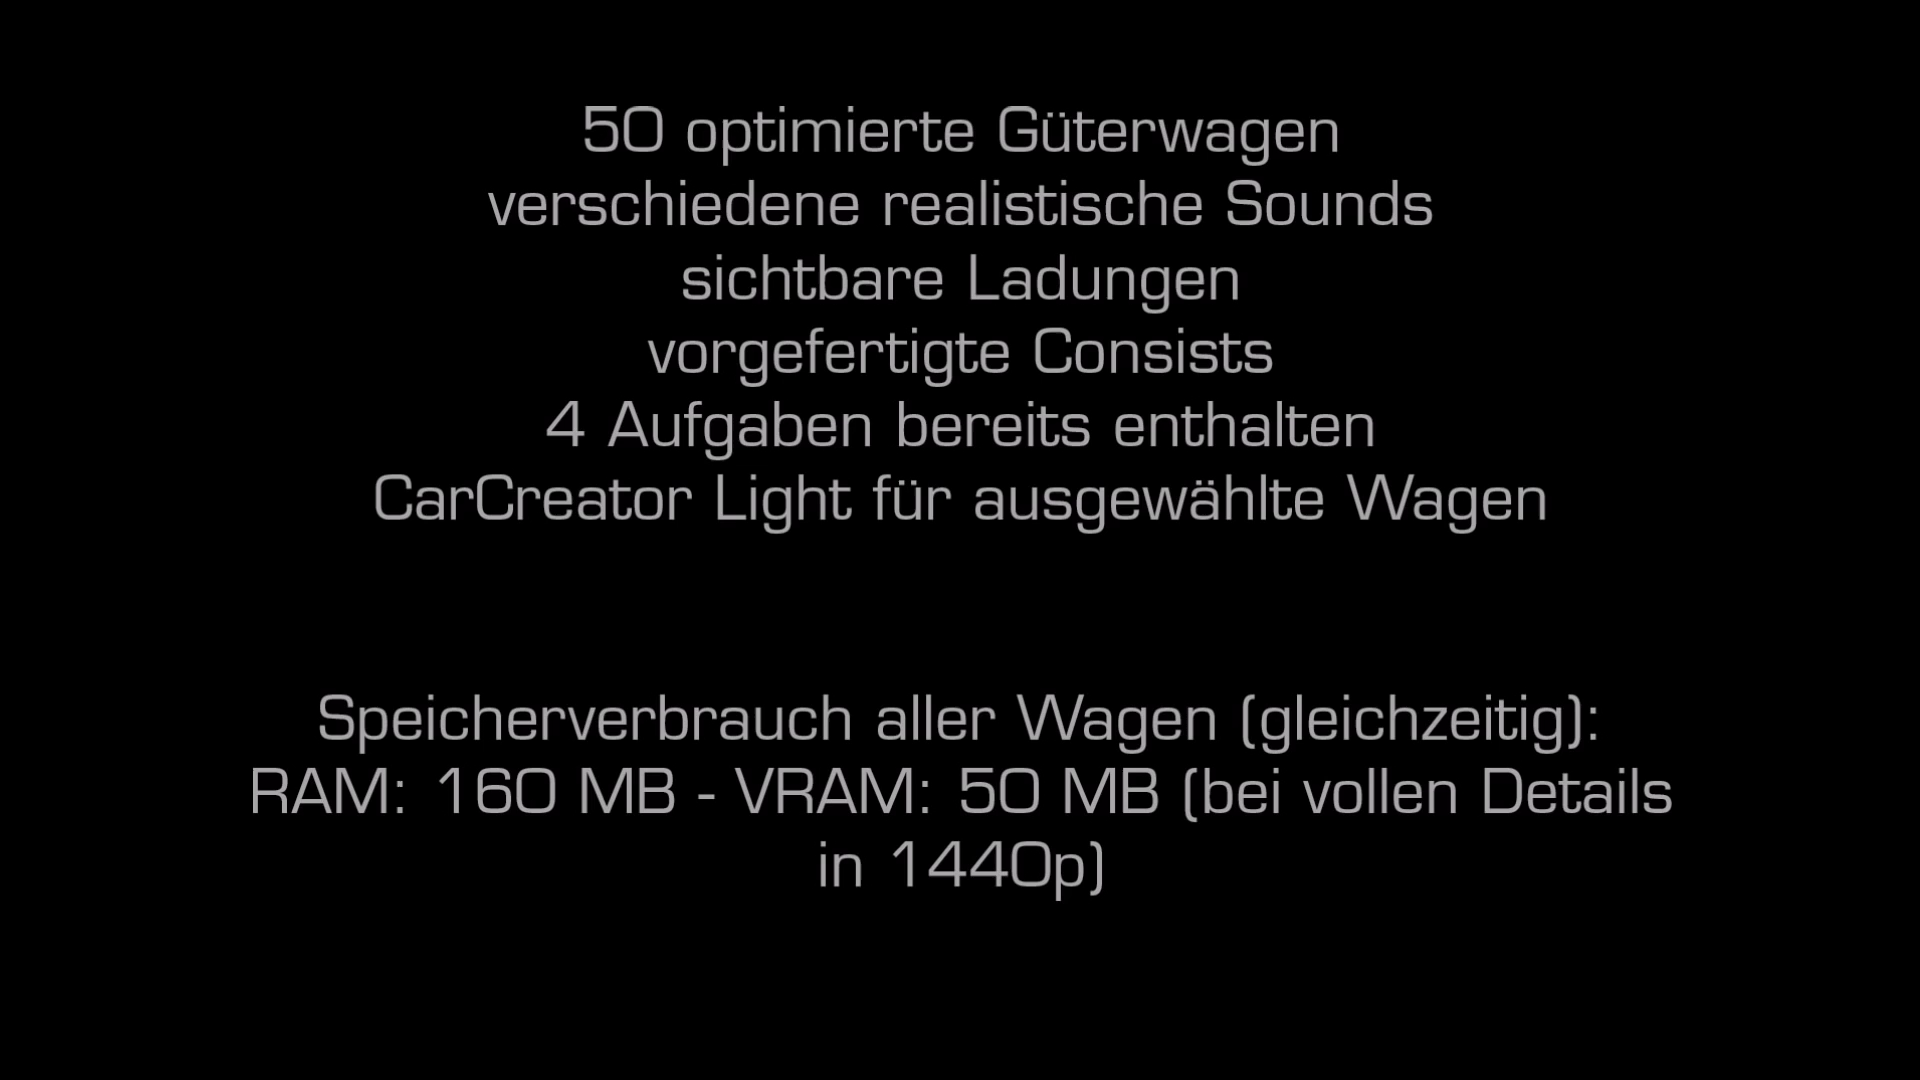 50 optimierte Güterwagen
verschiedene realistische Sounds
sichtbare Ladungen
vorgefertigte Consists
4 Aufgaben bereits enthalten
CarCreator Light für ausgewählte Wagen
Speicherverbrauch aller Wagen (gleichzeitig):
RAM: 160 MB - VRAM: 50 MB (bei vollen Details
in 1440p)